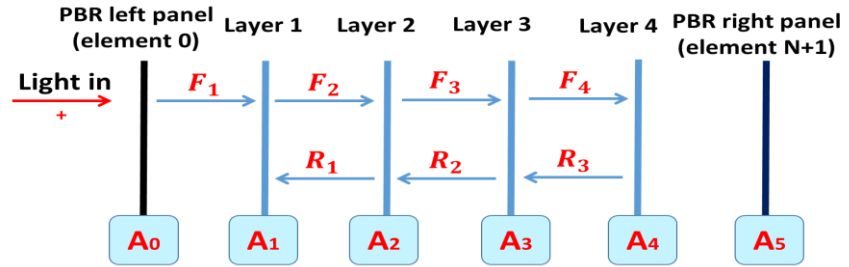 PBR left panel
(element 0)
Layer 1
Layer 2
Layer 3
Layer 4
PBR right panel
(element N+1)
Light in
+
F₁
F₂
F₃
F₄
R₁
R₂
R₃
A₀
A₁
A₂
A₃
A₄
A₅